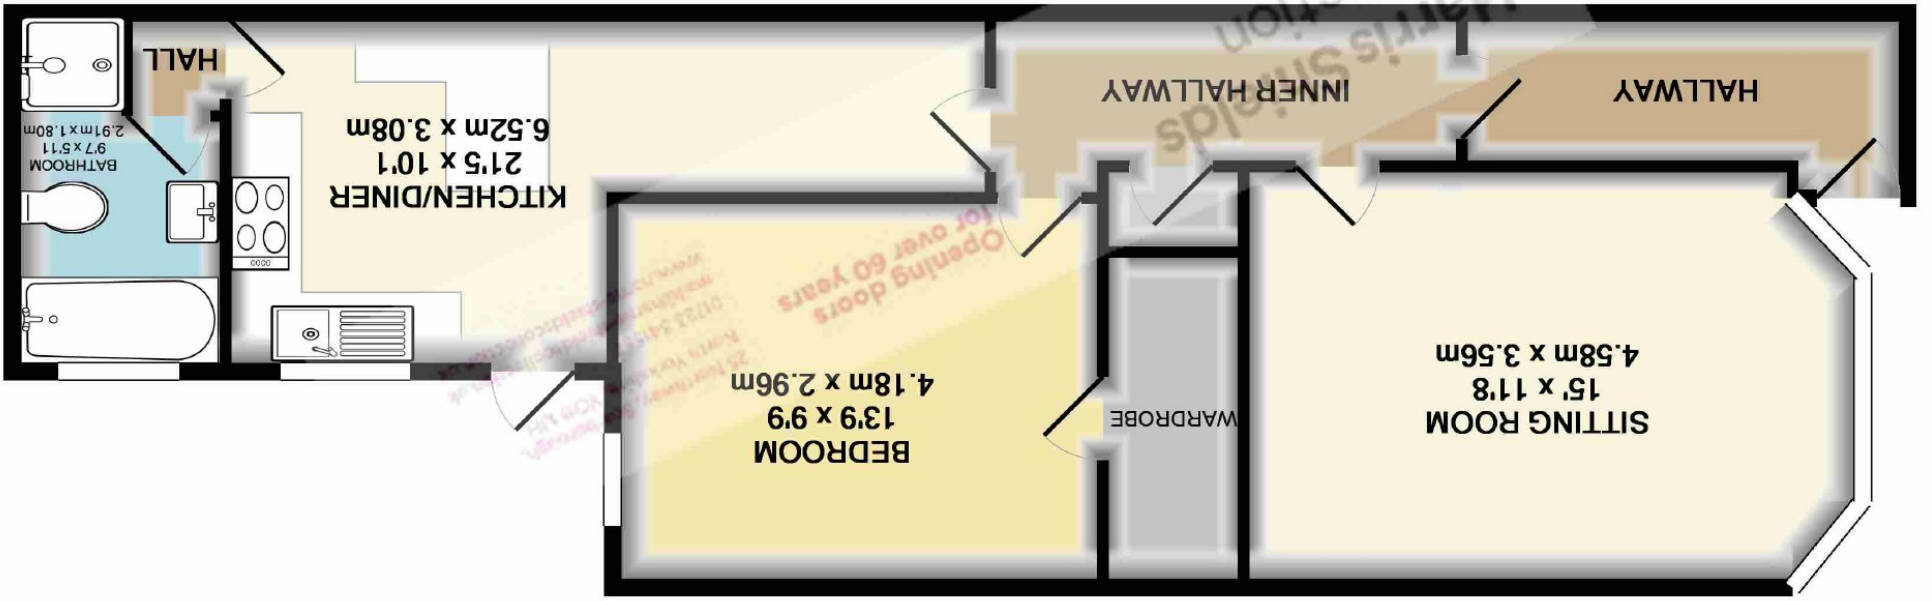 SITTING ROOM
15' x 11'8
4.58m x 3.56m
WARDROBE
BEDROOM
13'9 x 9'9
4.18m x 2.96m
KITCHEN/DINER
21'5 x 10'1
6.52m x 3.08m
BATHROOM
9'7 x 5'11
2.91m x 1.80m
HALLWAY
INNER HALLWAY
HALL
Harris Shields
Opening doors
for over 60 years